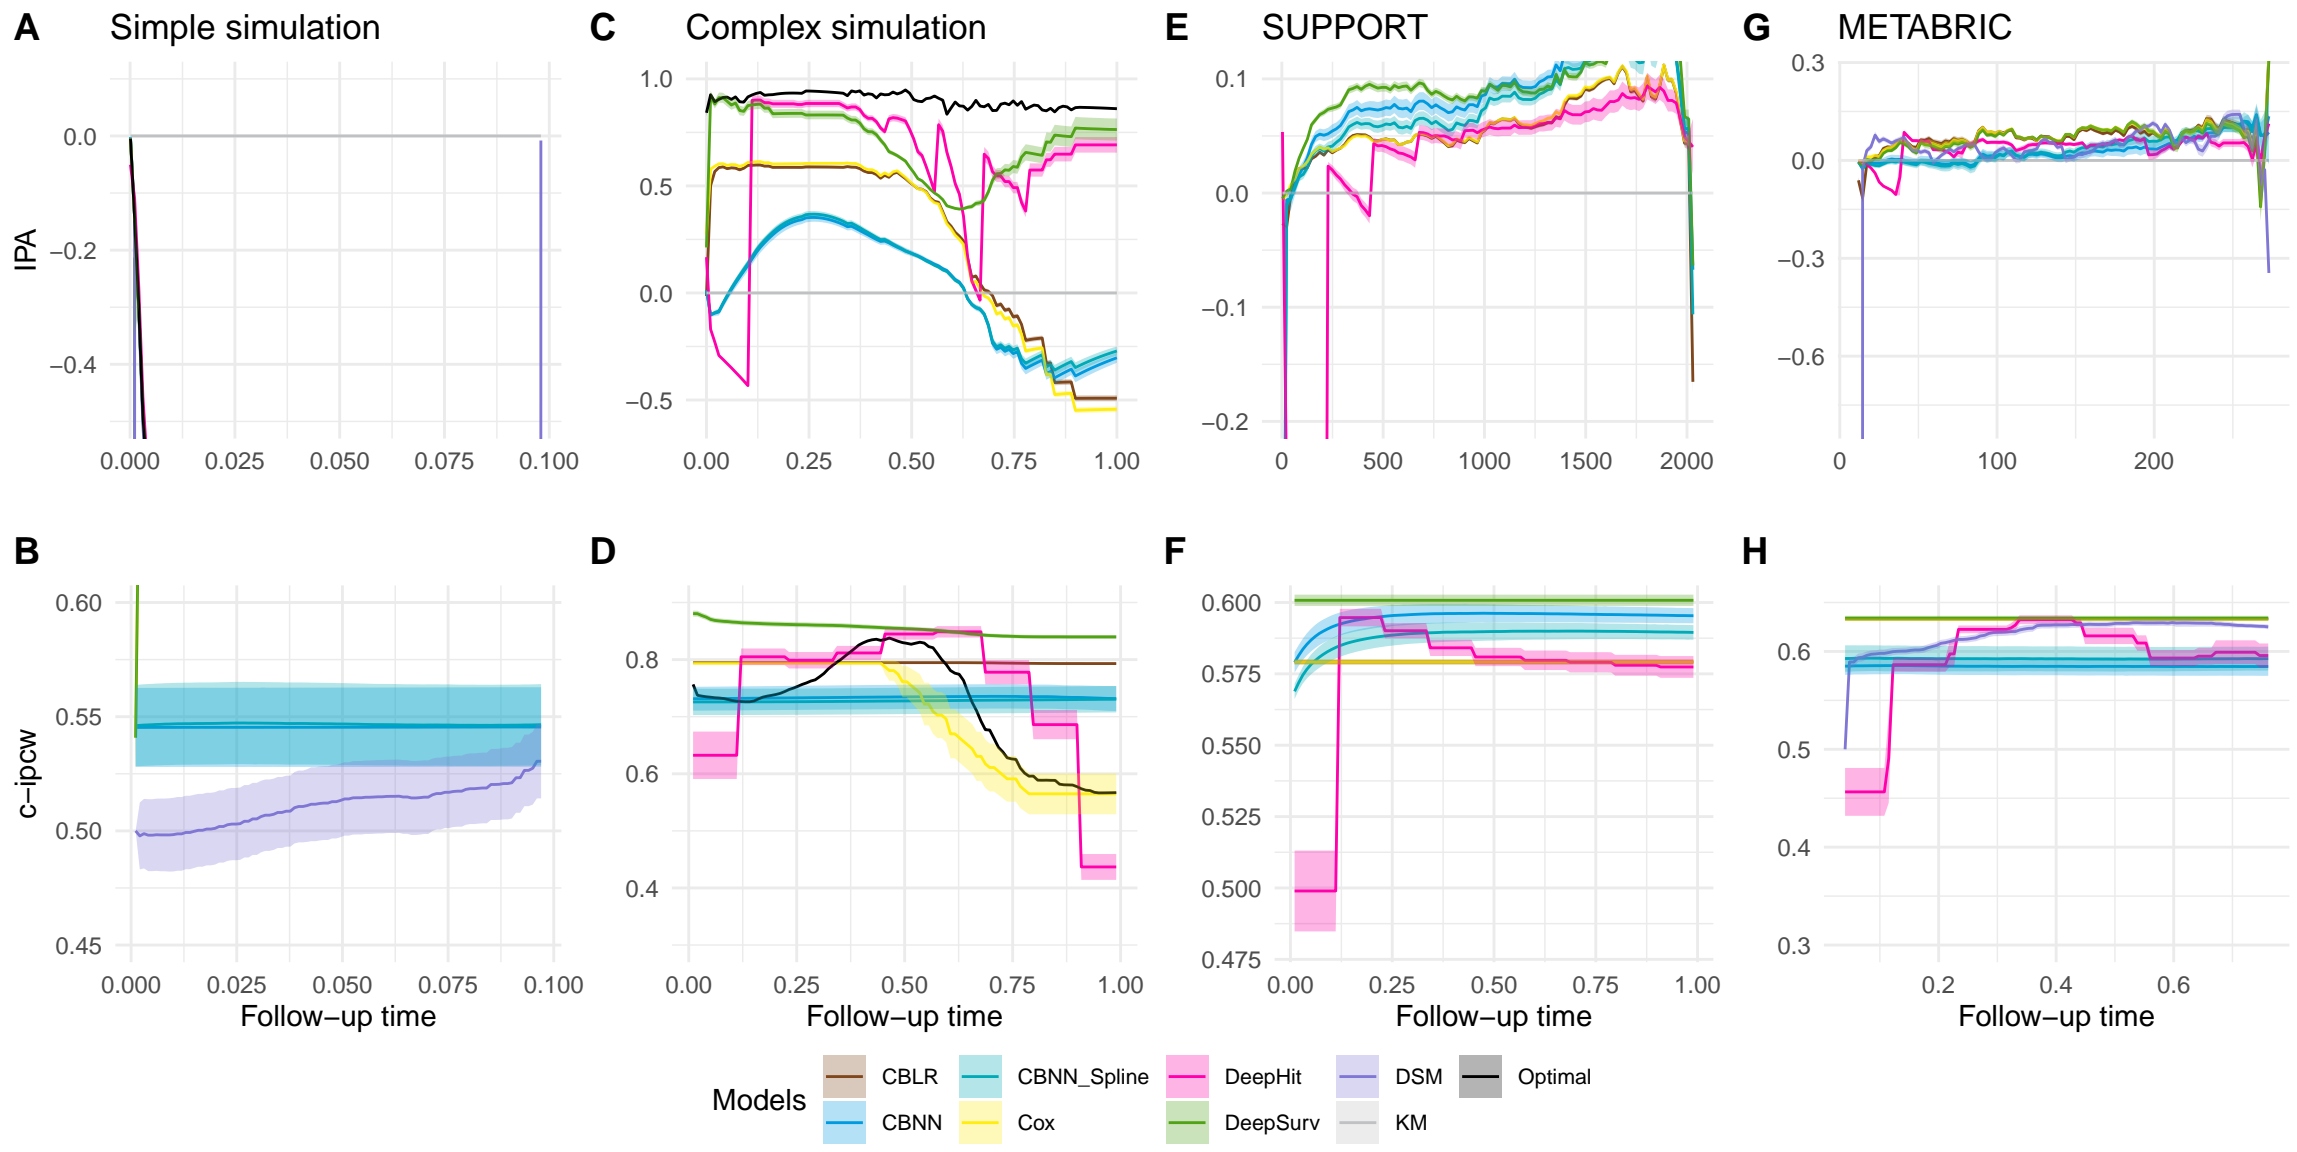 A Simple simulation
C Complex simulation
E SUPPORT
G METABRIC
IPA
0.0
−0.2
−0.4
0.000 0.025 0.050 0.075 0.100
1.0
0.5
0.0
−0.5
0.00 0.25 0.50 0.75 1.00
0.1
0.0
−0.1
−0.2
0 500 1000 1500 2000
0.3
0.0
−0.3
−0.6
0 100 200
B
D
F
H
c−ipcw
0.60
0.55
0.50
0.45
0.000 0.025 0.050 0.075 0.100
Follow−up time
0.8
0.6
0.4
0.00 0.25 0.50 0.75 1.00
Follow−up time
0.600
0.575
0.550
0.525
0.500
0.475
0.00 0.25 0.50 0.75 1.00
Follow−up time
0.6
0.5
0.4
0.3
0.2 0.4 0.6
Follow−up time
Models
CBLR CBNN_Spline DeepHit DSM Optimal
CBNN Cox DeepSurv KM